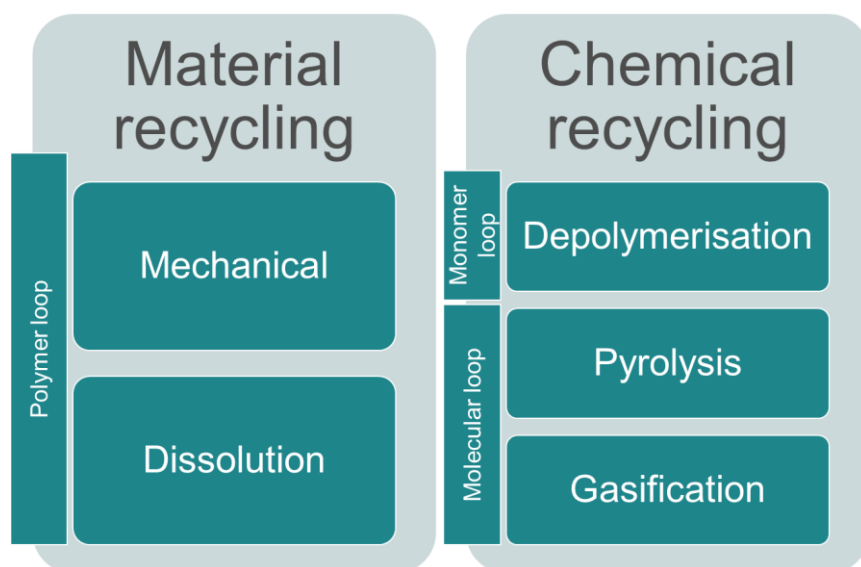 Material
recycling
Polymer loop
Mechanical
Dissolution
Chemical
recycling
Monomer
loop
Depolymerisation
Molecular loop
Pyrolysis
Gasification